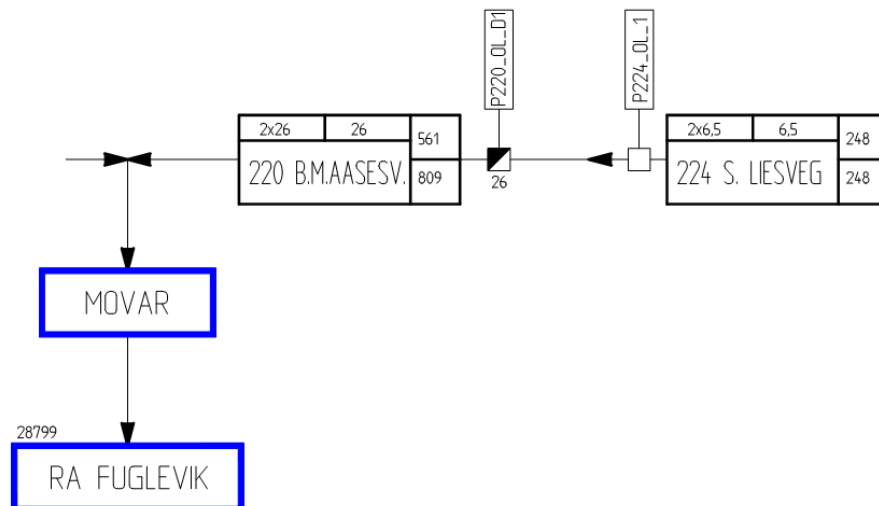 P220_OL_D1
P224_OL_1
2x26 26 561
220 B.M.AASESV. 809
26
2x6,5 6,5 248
224 S. LIESVEG 248
MOVAR
28799
RA FUGLEVIK